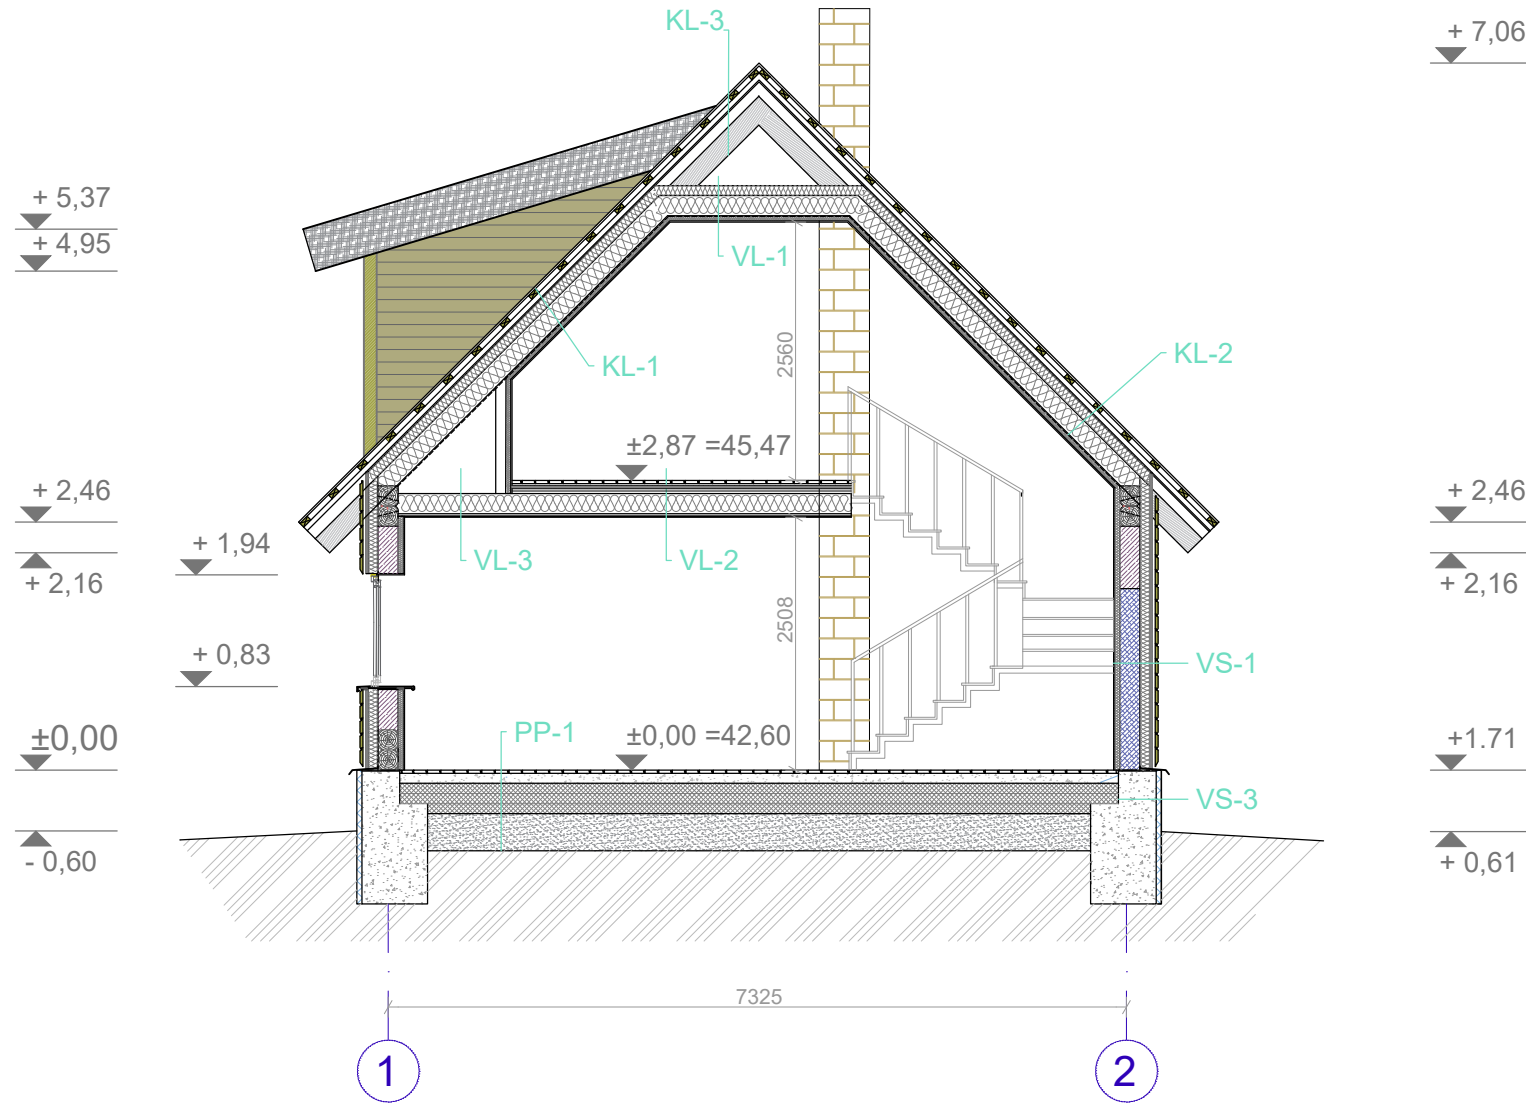 KL-3
+ 7,06
+ 5,37
+ 4,95
VL-1
KL-1
2560
KL-2
±2,87 =45,47
+ 2,46
+ 2,46
+ 1,94
VL-3
VL-2
+ 2,16
+ 2,16
2508
+ 0,83
VS-1
±0,00
PP-1
±0,00 =42,60
+1.71
VS-3
- 0,60
+ 0,61
7325
1
2